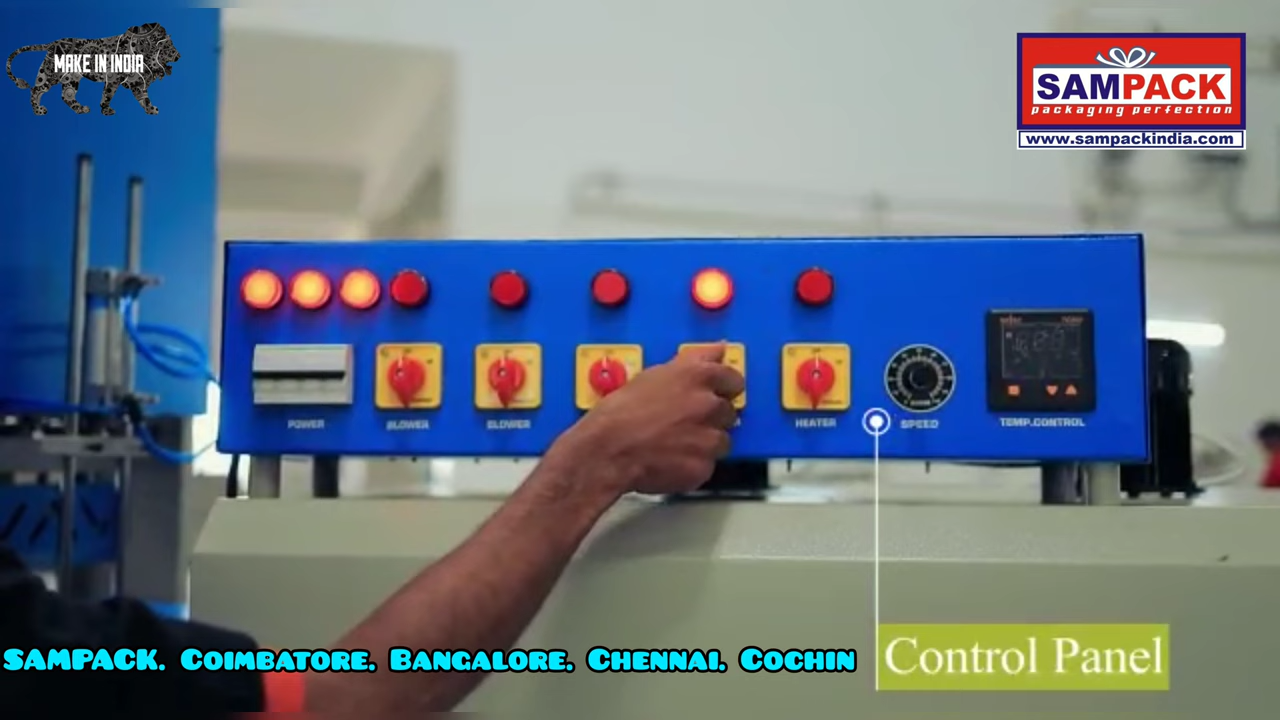 MAKE IN INDIA
SAMPACK
packaging perfection
www.sampackindia.com
POWER
BLOWER
BLOWER
HEATER
SPEED
TEMP.CONTROL
Control Panel
SAMPACK. Coimbatore. Bangalore. Chennai. Cochin